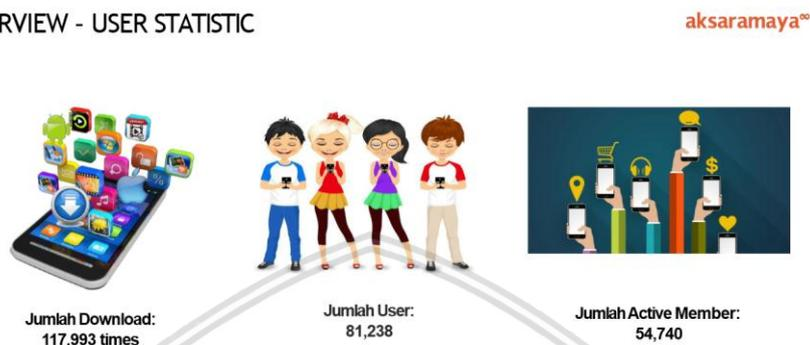 RVIEW - USER STATISTIC
aksaramaya∞
$
%
Jumlah Download:
117,993 times
Jumlah User:
81,238
Jumlah Active Member:
54,740